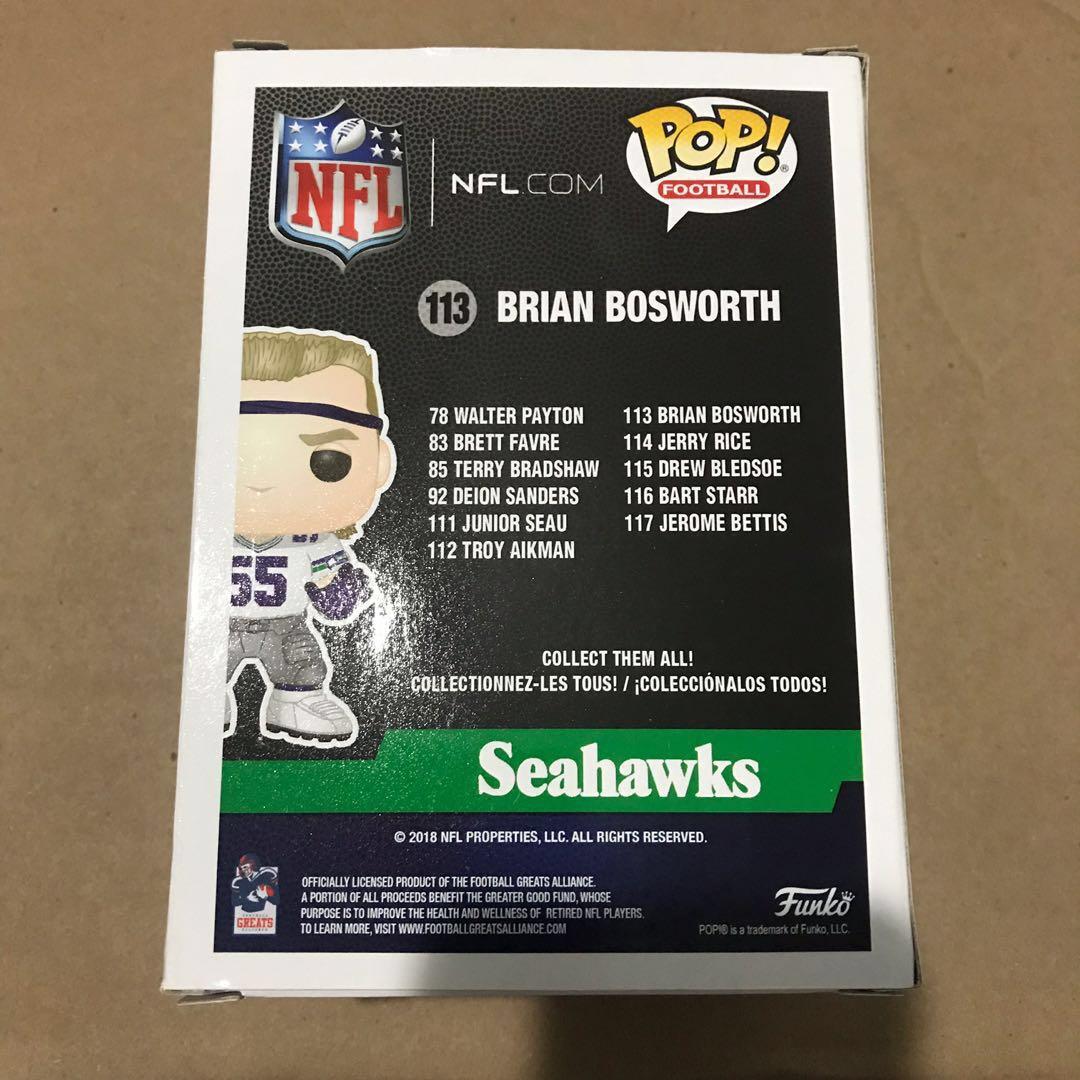 NFL
NFL.COM
POP!®
FOOTBALL
113 BRIAN BOSWORTH
78 WALTER PAYTON
83 BRETT FAVRE
85 TERRY BRADSHAW
92 DEION SANDERS
111 JUNIOR SEAU
112 TROY AIKMAN
113 BRIAN BOSWORTH
114 JERRY RICE
115 DREW BLEDSOE
116 BART STARR
117 JEROME BETTIS
55
COLLECT THEM ALL!
COLLECTIONNEZ-LES TOUS! / ¡COLECCIÓNALOS TODOS!
Seahawks
© 2018 NFL PROPERTIES, LLC. ALL RIGHTS RESERVED.
GREATS
OFFICIALLY LICENSED PRODUCT OF THE FOOTBALL GREATS ALLIANCE.
A PORTION OF ALL PROCEEDS BENEFIT THE GREATER GOOD FUND, WHOSE
PURPOSE IS TO IMPROVE THE HEALTH AND WELLNESS OF RETIRED NFL PLAYERS.
TO LEARN MORE, VISIT WWW.FOOTBALLGREATSALLIANCE.COM
Funko
POP!® is a trademark of Funko, LLC.